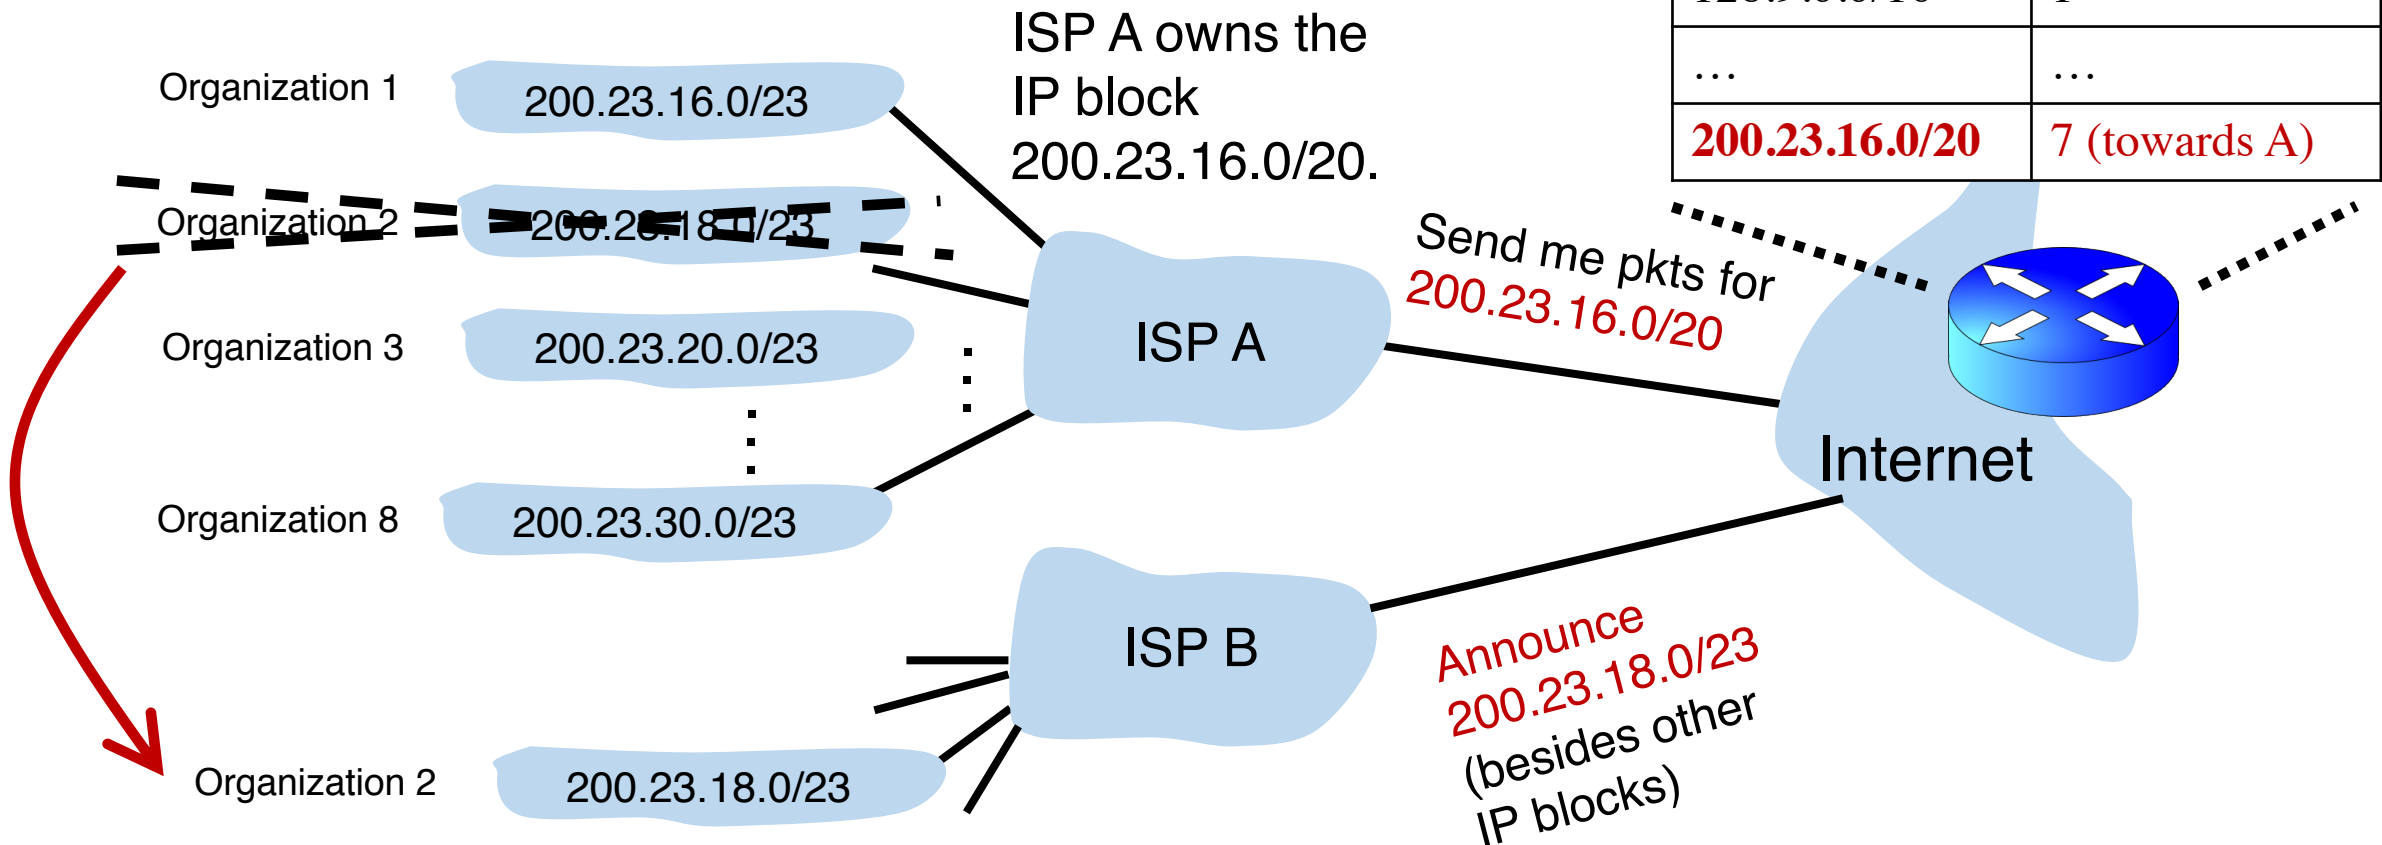 … …
200.23.16.0/20 7 (towards A)
ISP A owns the
IP block
200.23.16.0/20.
Organization 1 200.23.16.0/23
Organization 2 200.23.18.0/23
Organization 3 200.23.20.0/23
Organization 8 200.23.30.0/23
ISP A
Send me pkts for
200.23.16.0/20
Internet
ISP B
Announce
200.23.18.0/23
(besides other
IP blocks)
Organization 2 200.23.18.0/23